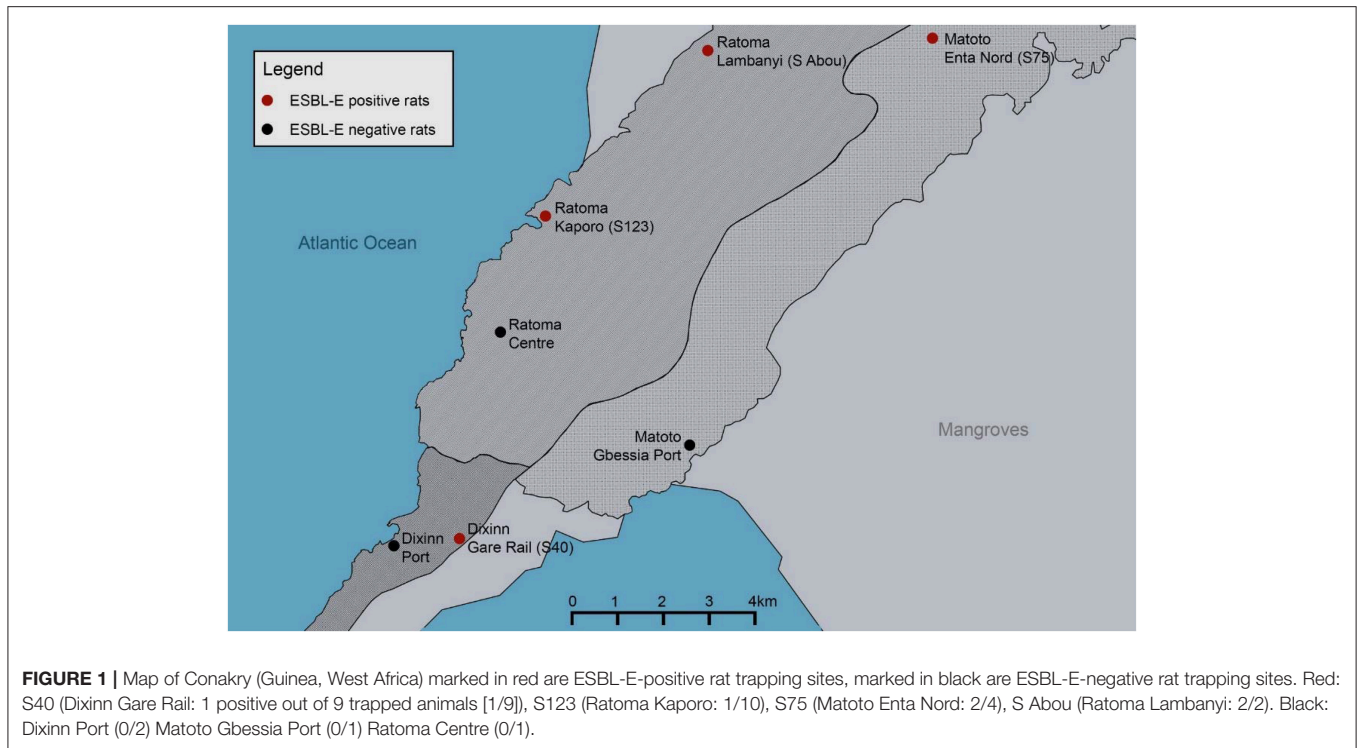 Legend
ESBL-E positive rats
ESBL-E negative rats
Ratoma
Lambanyi (S Abou)
Matoto
Enta Nord (S75)
Ratoma
Kaporo (S123)
Atlantic Ocean
Ratoma
Centre
Matoto
Gbessia Port
Mangroves
Dixinn
Port
Dixinn
Gare Rail (S40)
0 1 2 3 4km
FIGURE 1 | Map of Conakry (Guinea, West Africa) marked in red are ESBL-E-positive rat trapping sites, marked in black are ESBL-E-negative rat trapping sites. Red:
S40 (Dixinn Gare Rail: 1 positive out of 9 trapped animals [1/9]), S123 (Ratoma Kaporo: 1/10), S75 (Matoto Enta Nord: 2/4), S Abou (Ratoma Lambanyi: 2/2). Black:
Dixinn Port (0/2) Matoto Gbessia Port (0/1) Ratoma Centre (0/1).